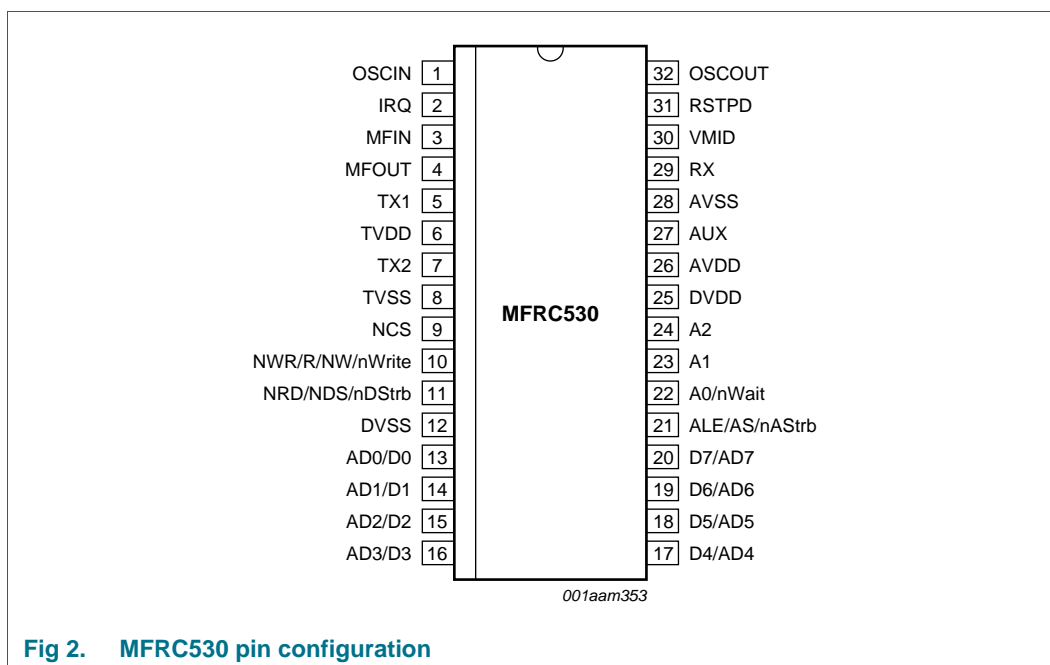 OSCIN 1 32 OSCOUT
IRQ 2 31 RSTPD
MFIN 3 30 VMID
MFOUT 4 29 RX
TX1 5 28 AVSS
TVDD 6 27 AUX
TX2 7 26 AVDD
TVSS 8 25 DVDD
MFRC530
NCS 9 24 A2
NWR/R/NW/nWrite 10 23 A1
NRD/NDS/nDStrb 11 22 A0/nWait
DVSS 12 21 ALE/AS/nAStrb
AD0/D0 13 20 D7/AD7
AD1/D1 14 19 D6/AD6
AD2/D2 15 18 D5/AD5
AD3/D3 16 17 D4/AD4
001aam353
Fig 2. MFRC530 pin configuration